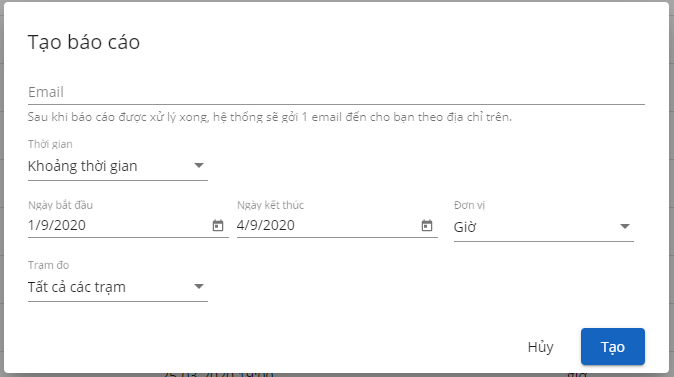 Tạo báo cáo
Email
Sau khi báo cáo được xử lý xong, hệ thống sẽ gởi 1 email đến cho bạn theo địa chỉ trên.
Thời gian
Khoảng thời gian
Ngày bắt đầu Ngày kết thúc Đơn vị
1/9/2020 4/9/2020 Giờ
Trạm đo
Tất cả các trạm
Hủy Tạo